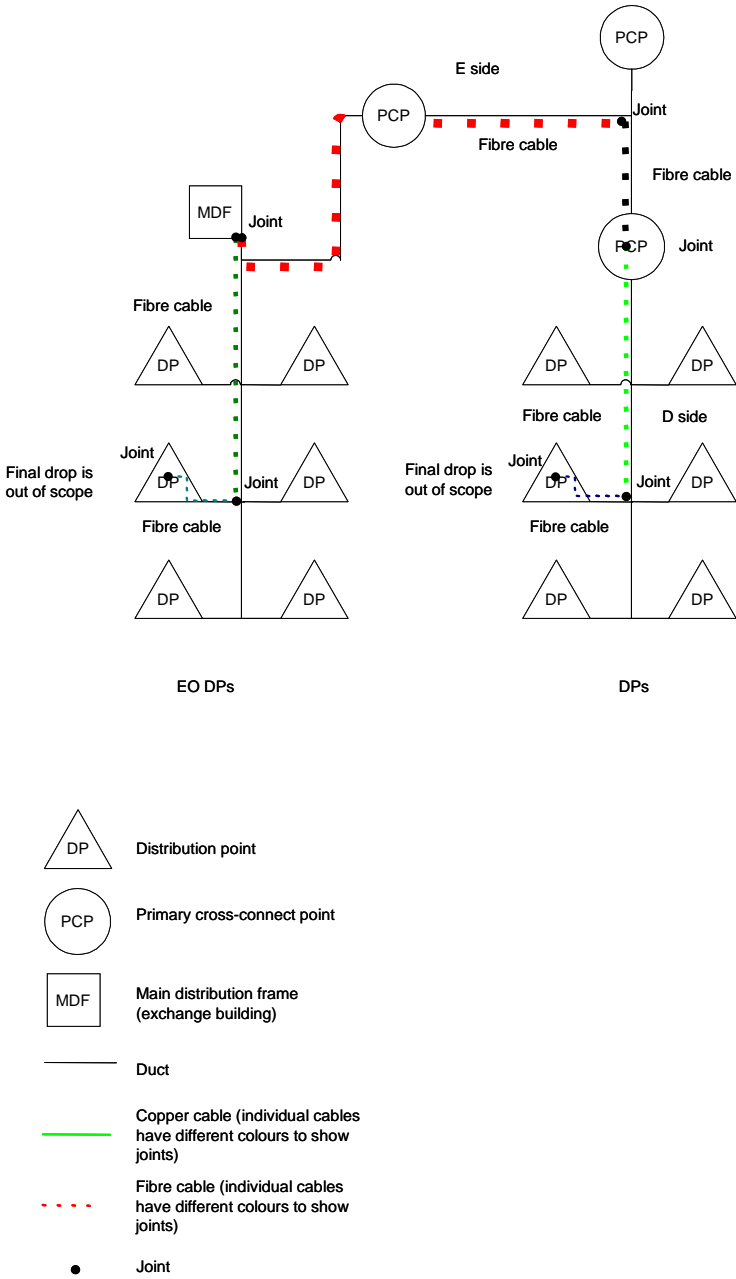 PCP
E side
PCP
Joint
Fibre cable
Fibre cable
MDF
Joint
PCP
Joint
Fibre cable
DP
DP
DP
DP
Fibre cable
D side
Joint
DP
DP
Joint
DP
DP
Final drop is
out of scope
Joint
Final drop is
out of scope
Joint
Fibre cable
Fibre cable
DP
DP
DP
DP
EO DPs
DPs
DP
Distribution point
PCP
Primary cross-connect point
MDF
Main distribution frame
(exchange building)
Duct
Copper cable (individual cables
have different colours to show
joints)
Fibre cable (individual cables
have different colours to show
joints)
Joint